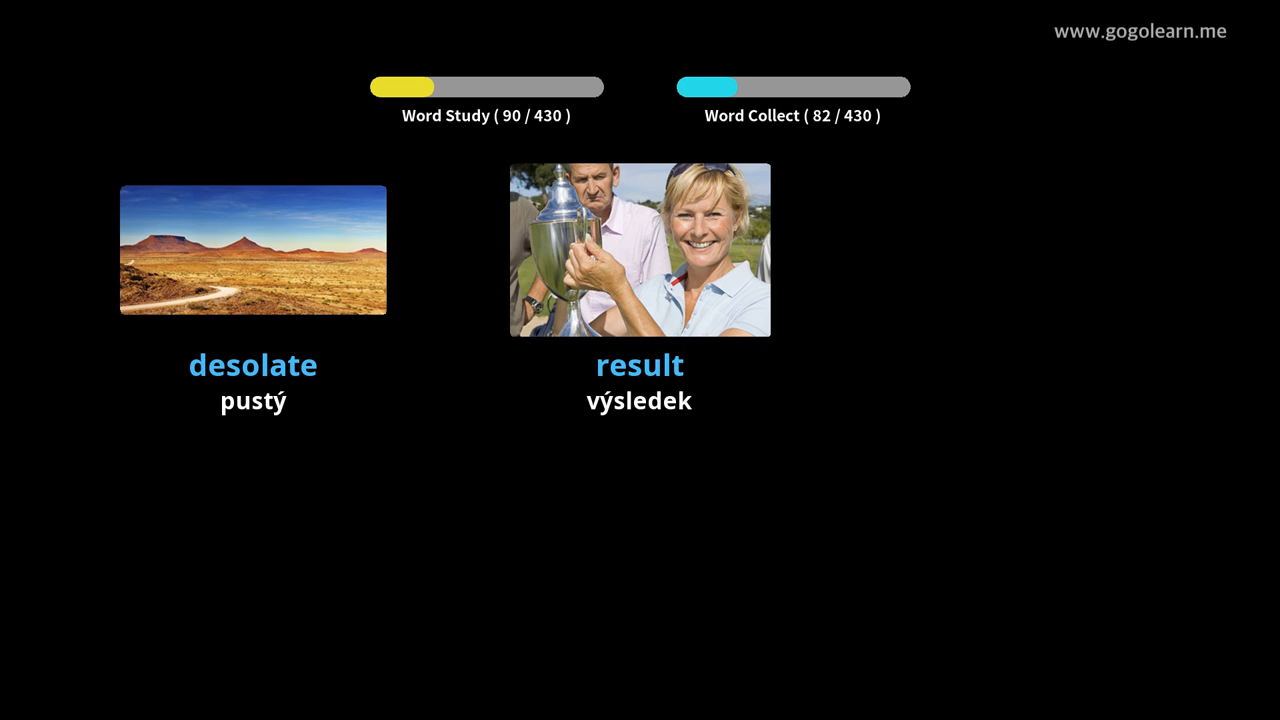 www.gogolearn.me
Word Study ( 90 / 430 )
Word Collect ( 82 / 430 )
desolate
pustý
result
výsledek